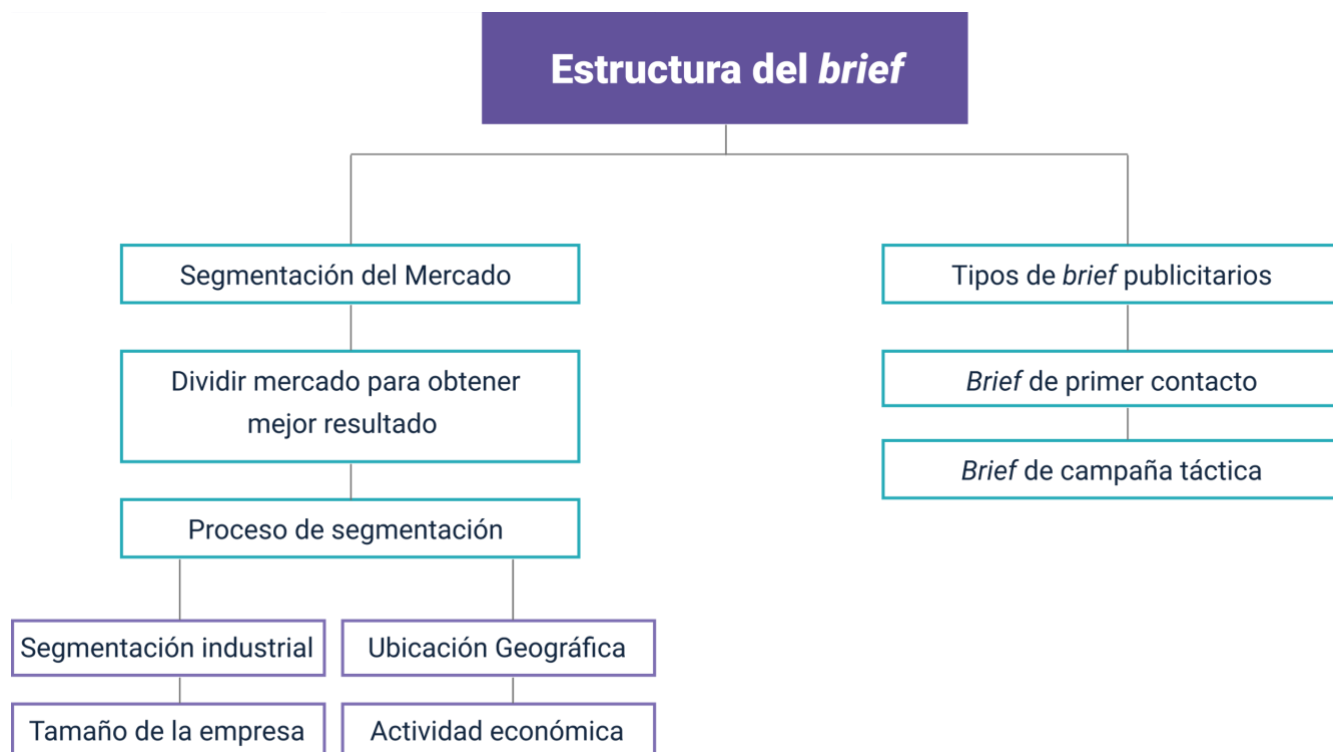 Estructura del brief
Segmentación del Mercado
Dividir mercado para obtener
mejor resultado
Proceso de segmentación
Segmentación industrial
Ubicación Geográfica
Tamaño de la empresa
Actividad económica
Tipos de brief publicitarios
Brief de primer contacto
Brief de campaña táctica